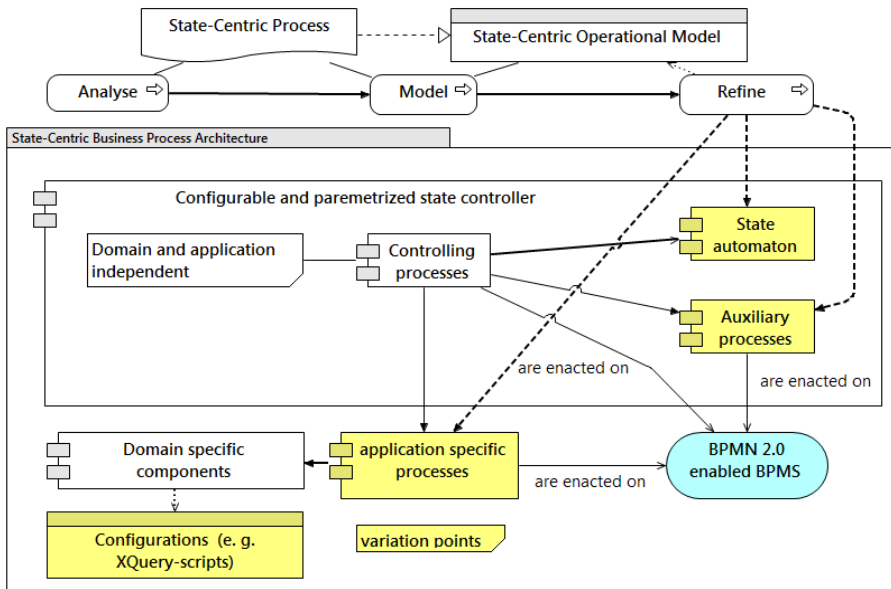 State-Centric Process
State-Centric Operational Model
Analyse
Model
Refine
State-Centric Business Process Architecture
Configurable and paremetrized state controller
Domain and application
independent
Controlling
processes
State
automaton
Auxiliary
processes
are enacted on
are enacted on
Domain specific
components
application specific
processes
are enacted on
BPMN 2.0
enabled BPMS
Configurations (e. g.
XQuery-scripts)
variation points